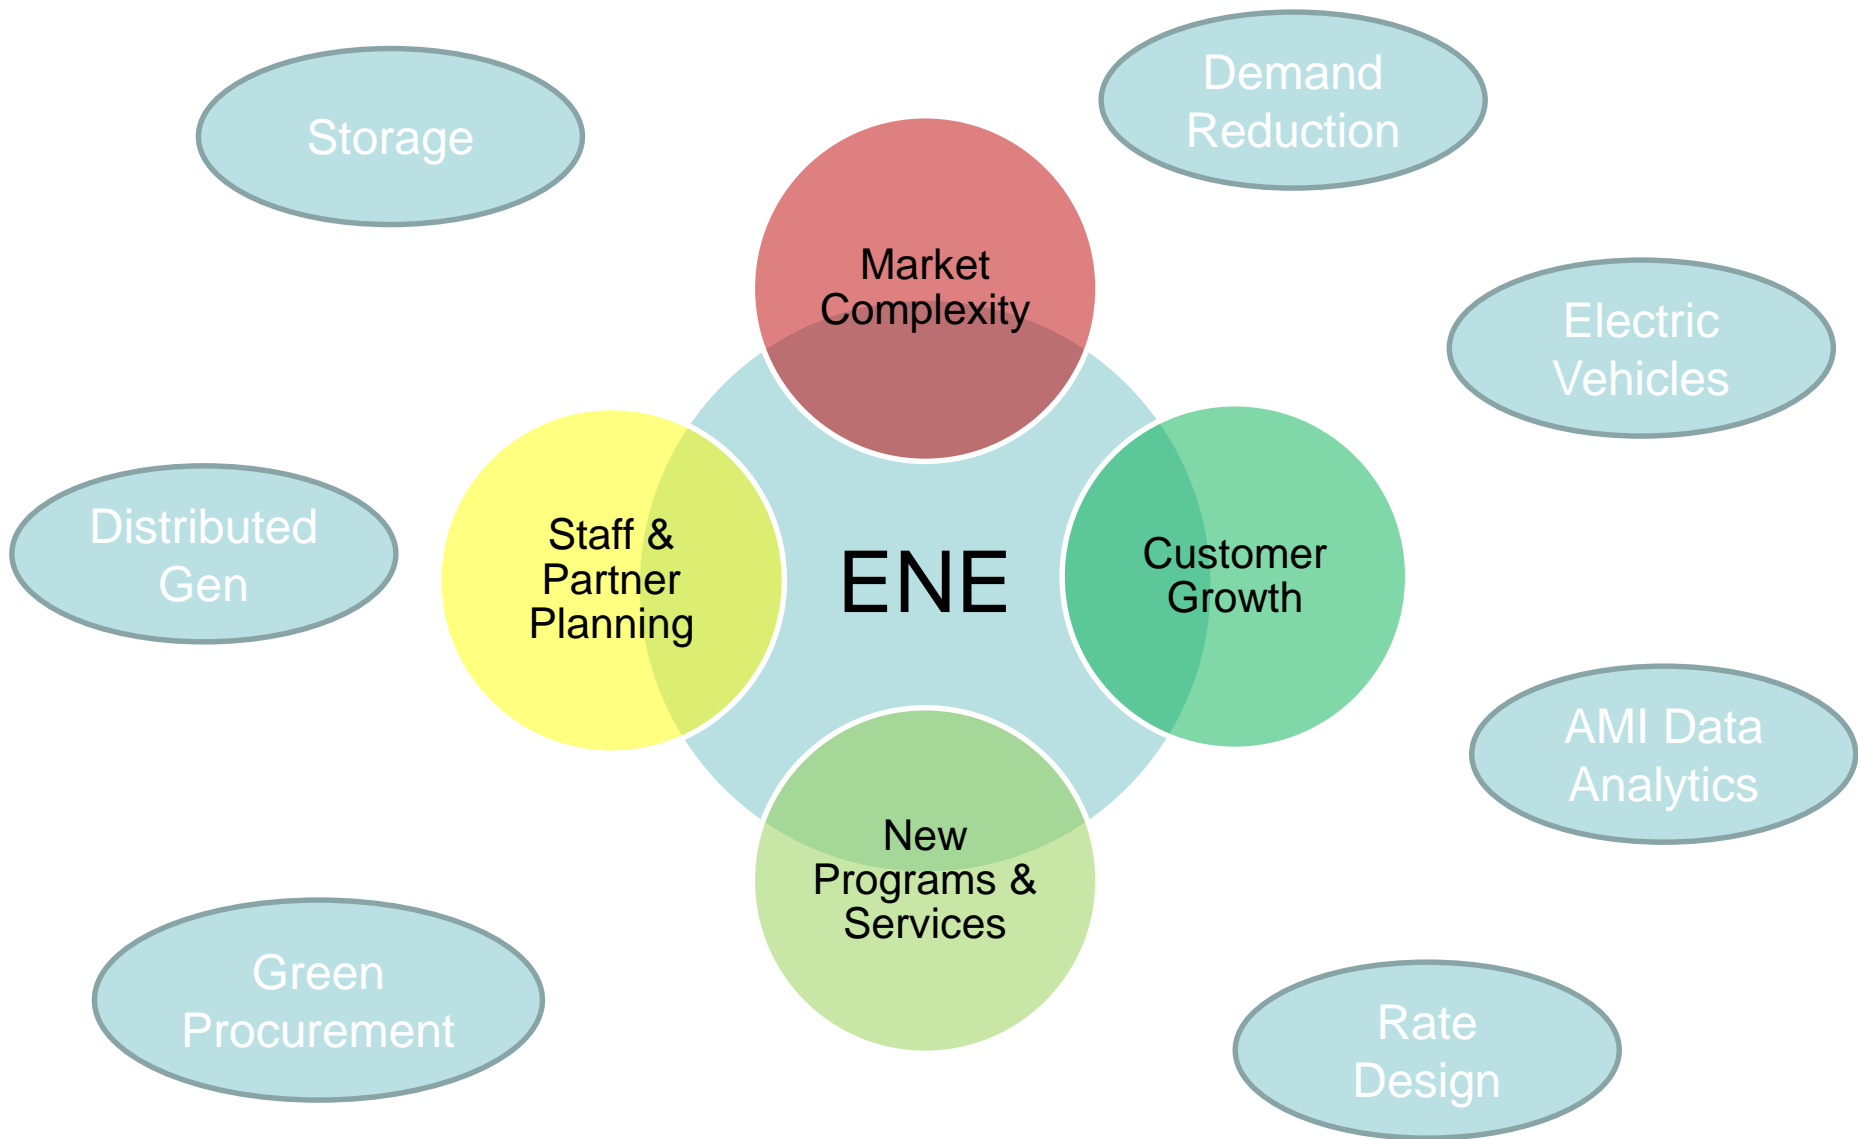 Storage
Demand
Reduction
Market
Complexity
Electric
Vehicles
Distributed
Gen
Staff &
Partner
Planning
ENE
Customer
Growth
AMI Data
Analytics
New
Programs &
Services
Green
Procurement
Rate
Design